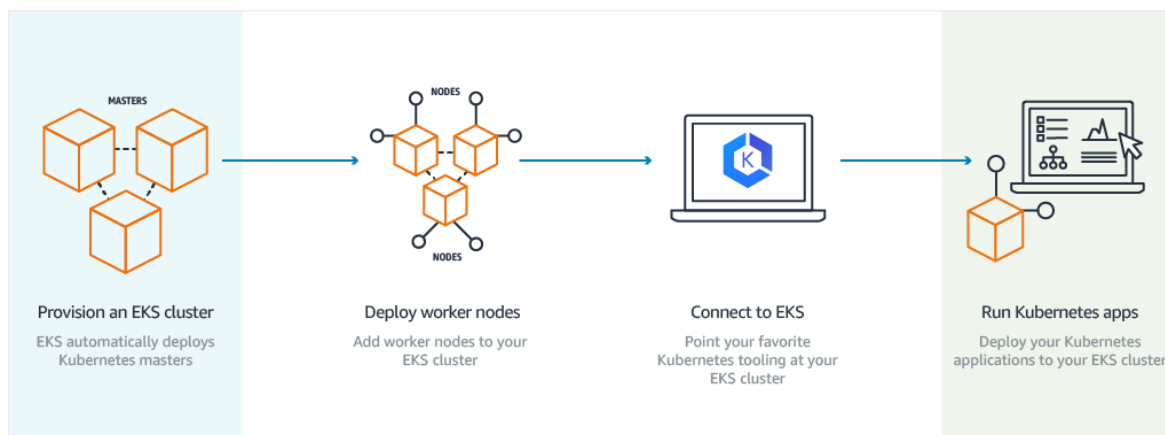 MASTERS
NODES
NODES
K
Provision an EKS cluster
EKS automatically deploys
Kubernetes masters
Deploy worker nodes
Add worker nodes to your
EKS cluster
Connect to EKS
Point your favorite
Kubernetes tooling at your
EKS cluster
Run Kubernetes apps
Deploy your Kubernetes
applications to your EKS cluster